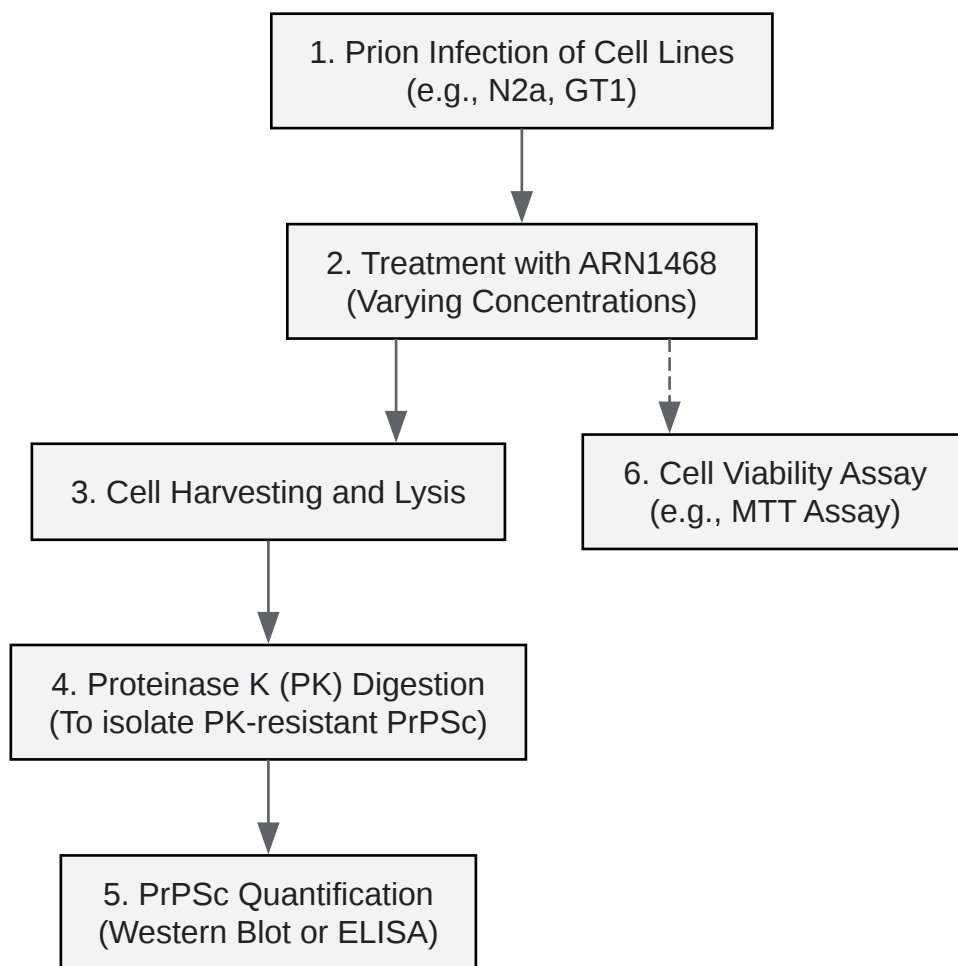 1. Prion Infection of Cell Lines
(e.g., N2a, GT1)
2. Treatment with ARN1468
(Varying Concentrations)
3. Cell Harvesting and Lysis
6. Cell Viability Assay
(e.g., MTT Assay)
4. Proteinase K (PK) Digestion
(To isolate PK-resistant PrPSc)
5. PrPSc Quantification
(Western Blot or ELISA)